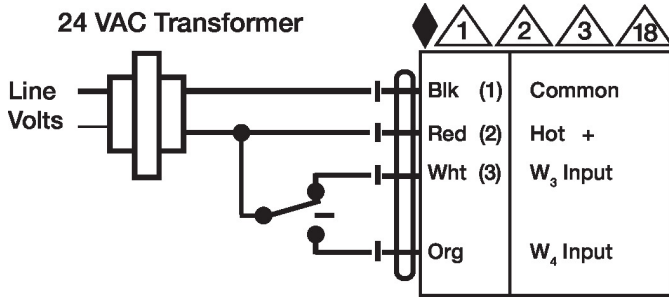 24 VAC Transformer
1 2 3 18
Line
Volts
Blk (1) Common
Red (2) Hot +
Wht (3) W₃ Input
Org W₄ Input